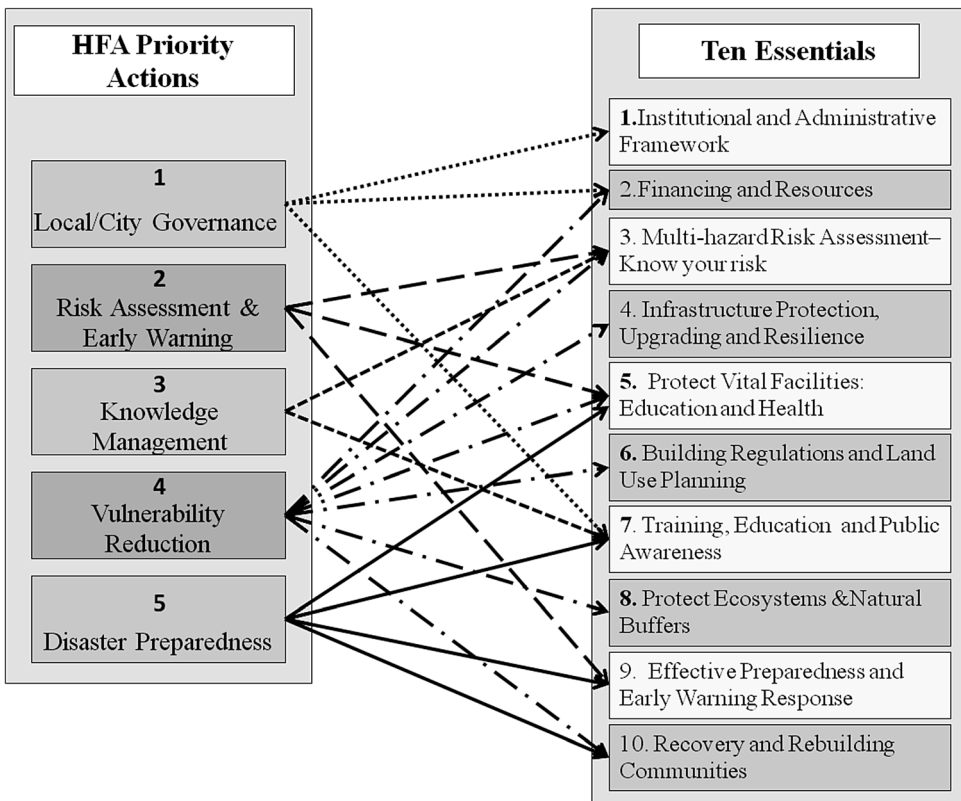 HFA Priority
Actions
1
Local/City Governance
2
Risk Assessment &
Early Warning
3
Knowledge
Management
4
Vulnerability
Reduction
5
Disaster Preparedness
Ten Essentials
1.Institutional and Administrative
Framework
2.Financing and Resources
3. Multi-hazard Risk Assessment–
Know your risk
4. Infrastructure Protection,
Upgrading and Resilience
5. Protect Vital Facilities:
Education and Health
6. Building Regulations and Land
Use Planning
7. Training, Education and Public
Awareness
8. Protect Ecosystems &Natural
Buffers
9. Effective Preparedness and
Early Warning Response
10. Recovery and Rebuilding
Communities